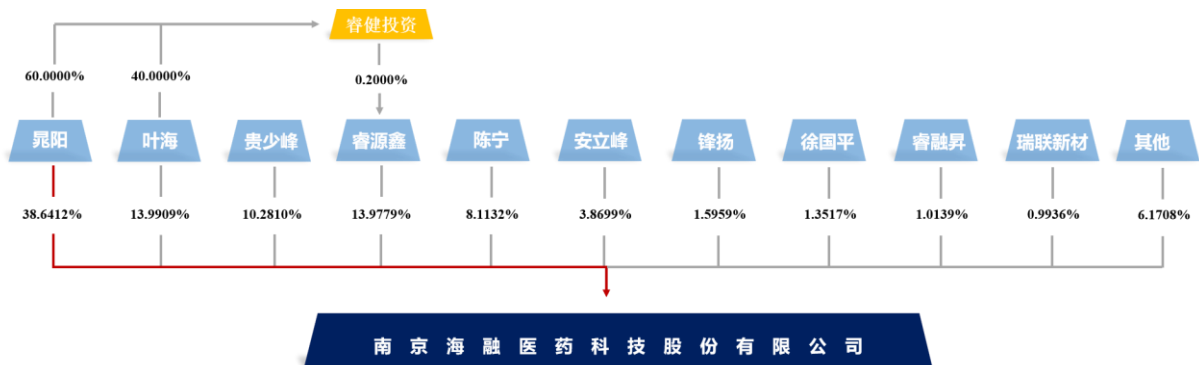 睿健投资
60.0000% 40.0000% 0.2000%
晁阳 叶海 贵少峰 睿源鑫 陈宁 安立峰 锋扬 徐国平 睿融昇 瑞联新材 其他
38.6412% 13.9909% 10.2810% 13.9779% 8.1132% 3.8699% 1.5959% 1.3517% 1.0139% 0.9936% 6.1708%
南京海融医药科技股份有限公司